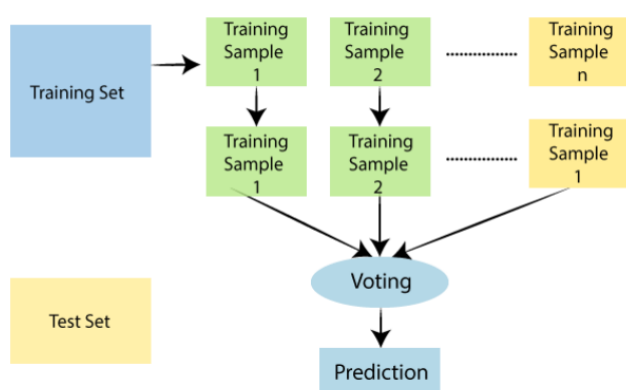 Training Set
Training
Sample
1
Training
Sample
2
Training
Sample
n
Training
Sample
1
Training
Sample
2
Training
Sample
1
Voting
Test Set
Prediction